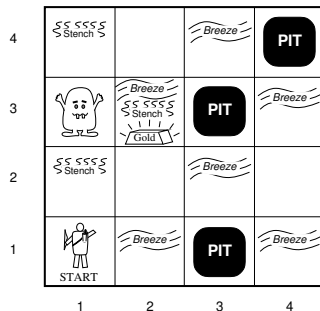 4
Stench
Breeze
PIT
3
Breeze
Stench
Gold
PIT
Breeze
2
Stench
Breeze
1
START
Breeze
PIT
Breeze
1 2 3 4